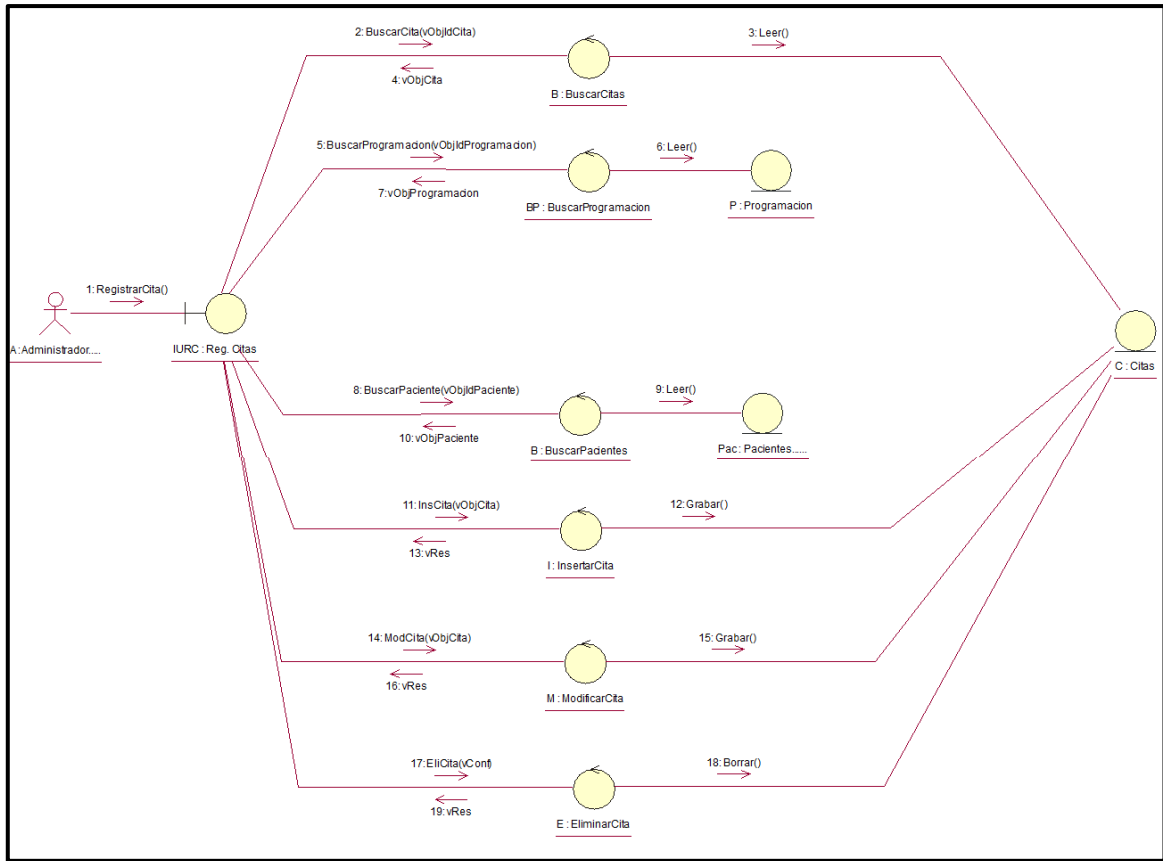 2: BuscarCita(vObjIdCita)
3: Leer()
4: vObjCita
B : BuscarCitas
5: BuscarProgramacion(vObjIdProgramacion)
6: Leer()
7: vObjProgramacion
BP : BuscarProgramacion
P : Programacion
1: RegistrarCita()
A : Administrador.....
IURC : Reg. Citas
C : Citas
8: BuscarPaciente(vObjIdPaciente)
9: Leer()
10: vObjPaciente
B : BuscarPacientes
Pac : Pacientes......
11: InsCita(vObjCita)
12: Grabar()
13: vRes
I : InsertarCita
14: ModCita(vObjCita)
15: Grabar()
16: vRes
M : ModificarCita
17: EliCita(vConf)
18: Borrar()
19: vRes
E : EliminarCita